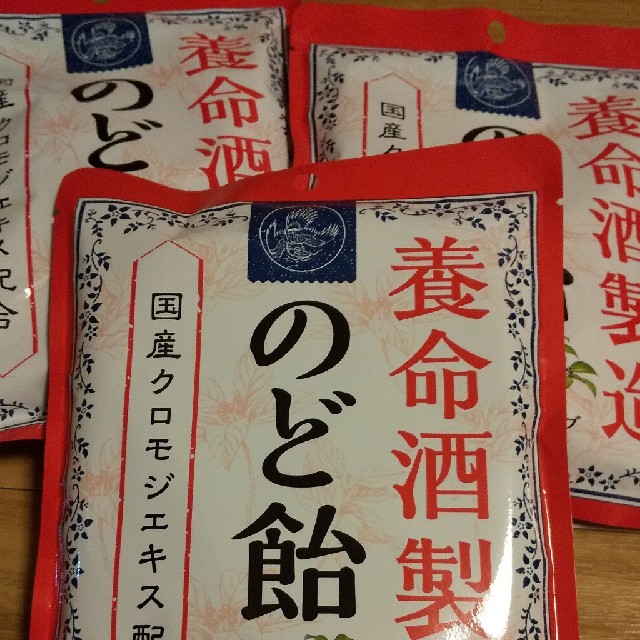 養命酒製
のど飴
国産クロモジエキス配
養命酒
のど
産クロモジエキス配合
養命酒製造
の
国産ク
プ